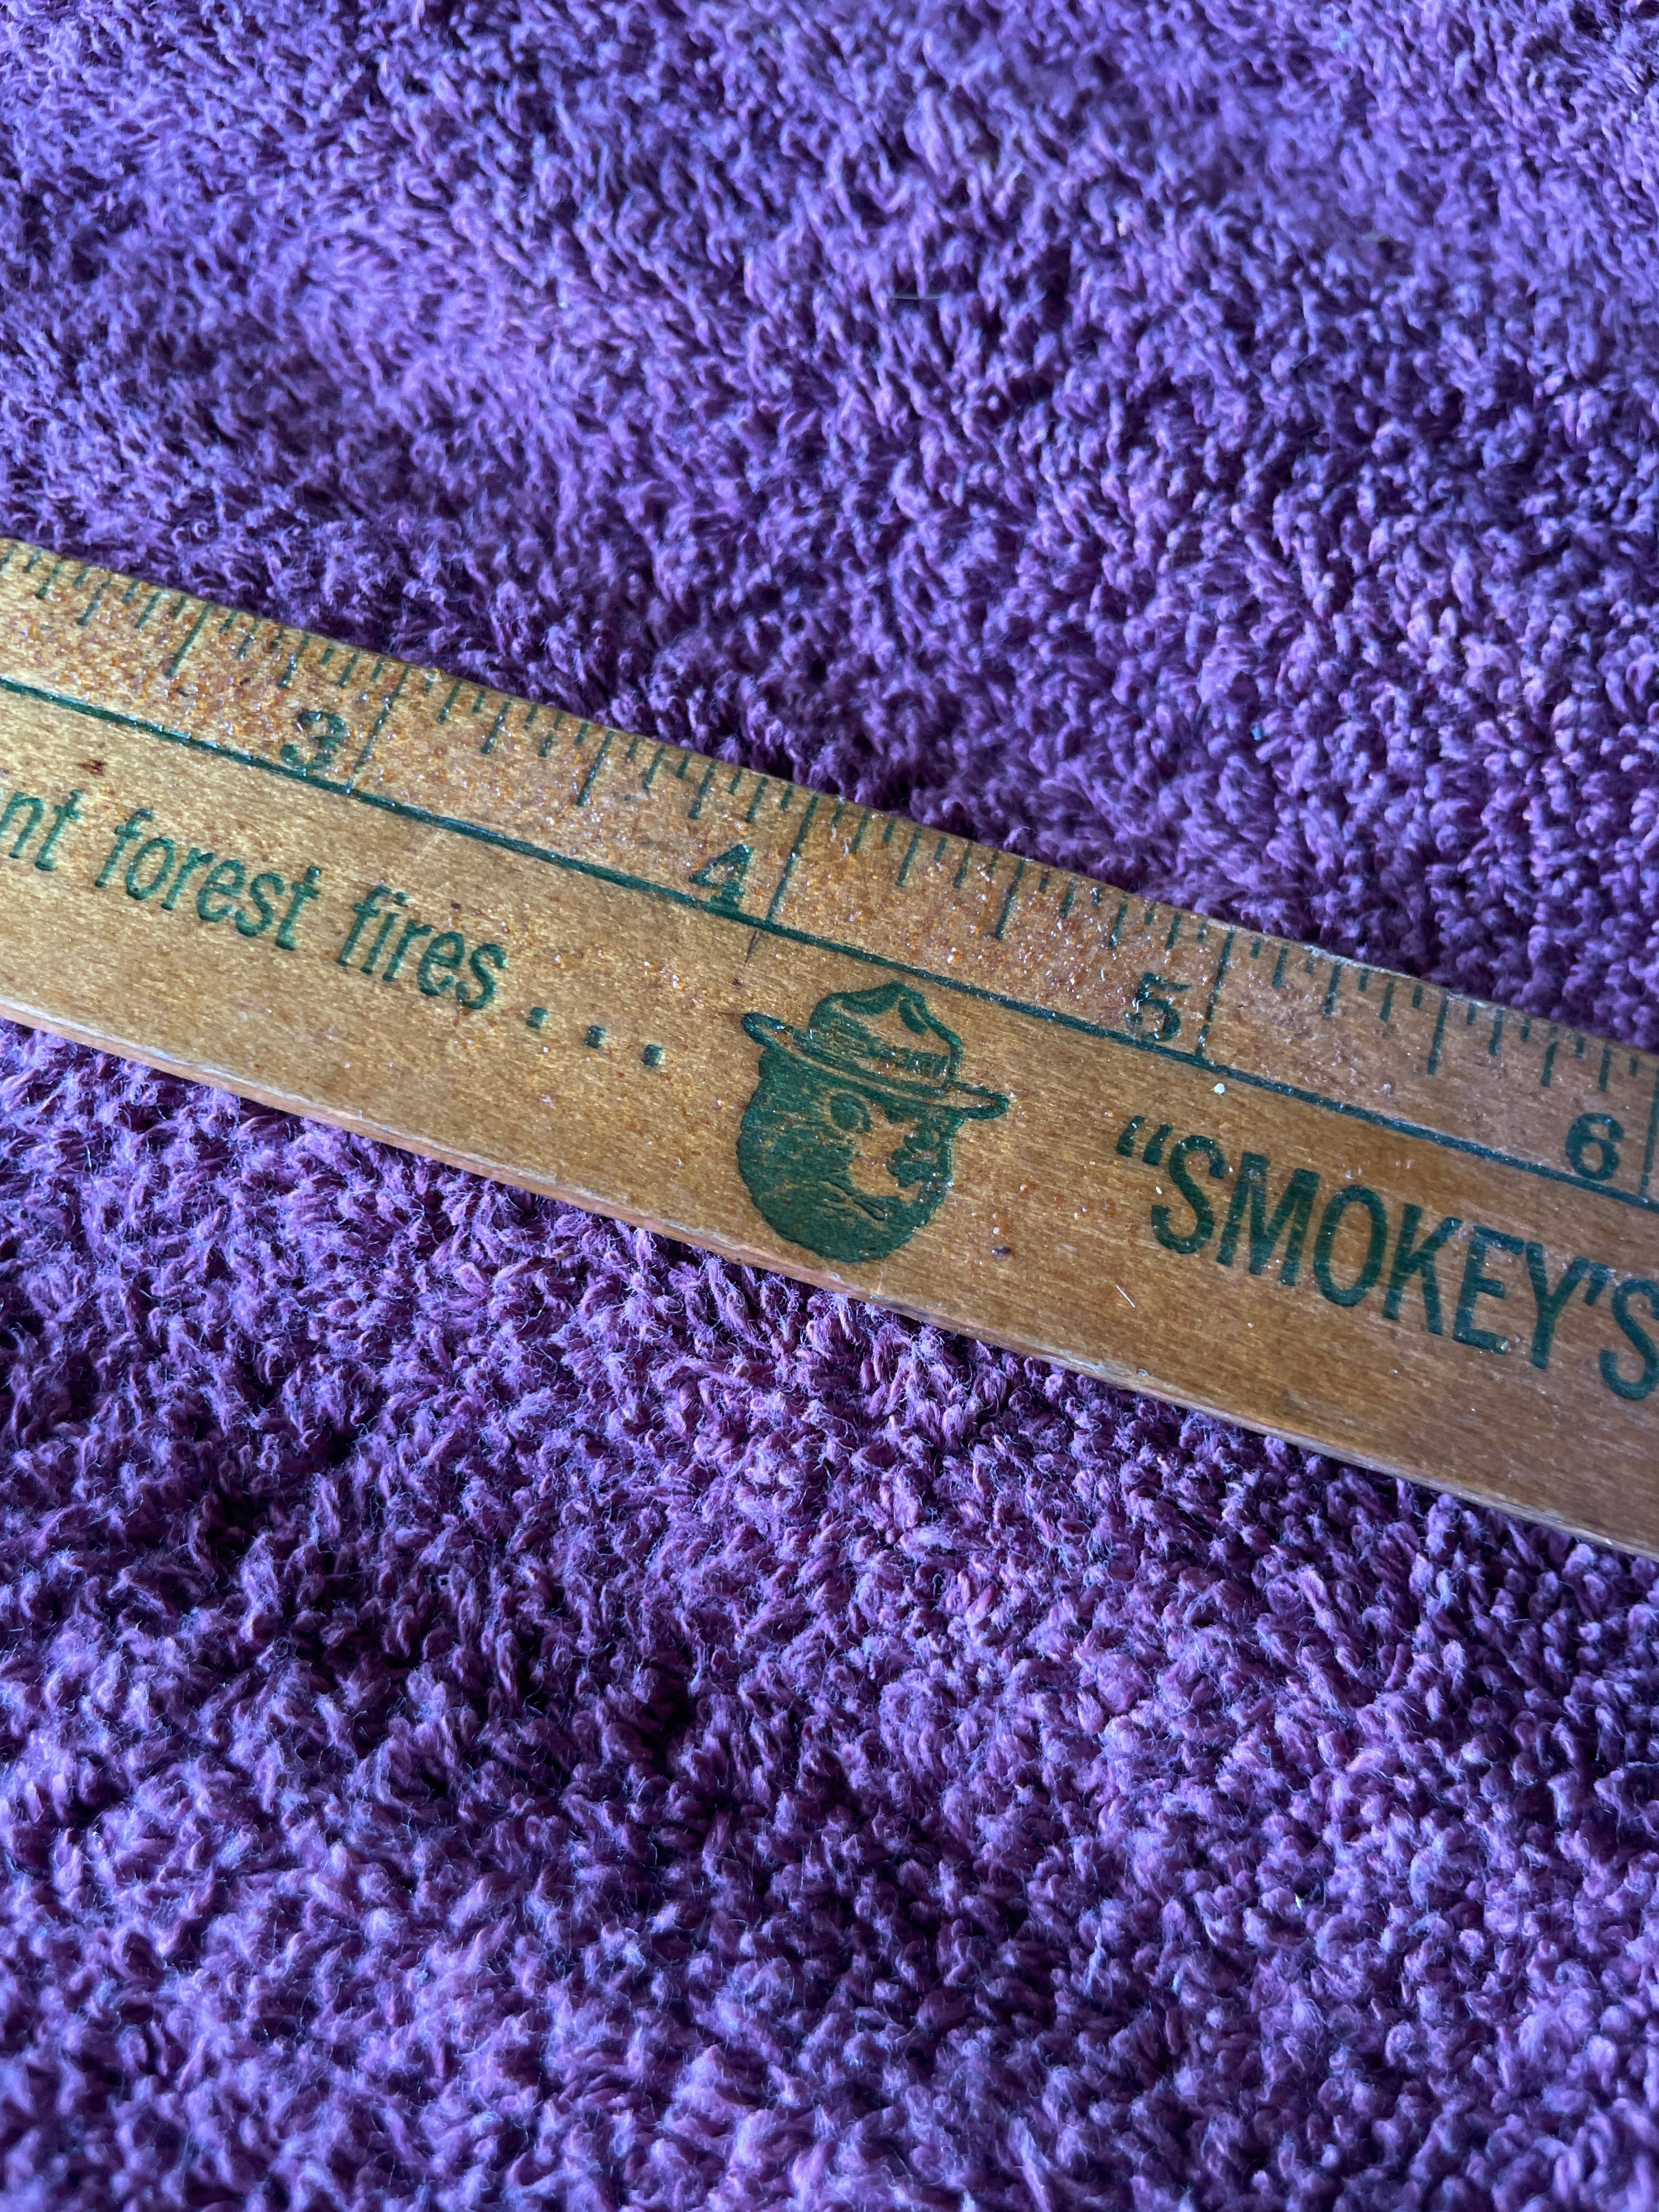 3 4 5 6
nt forest fires . . . "SMOKEY'S